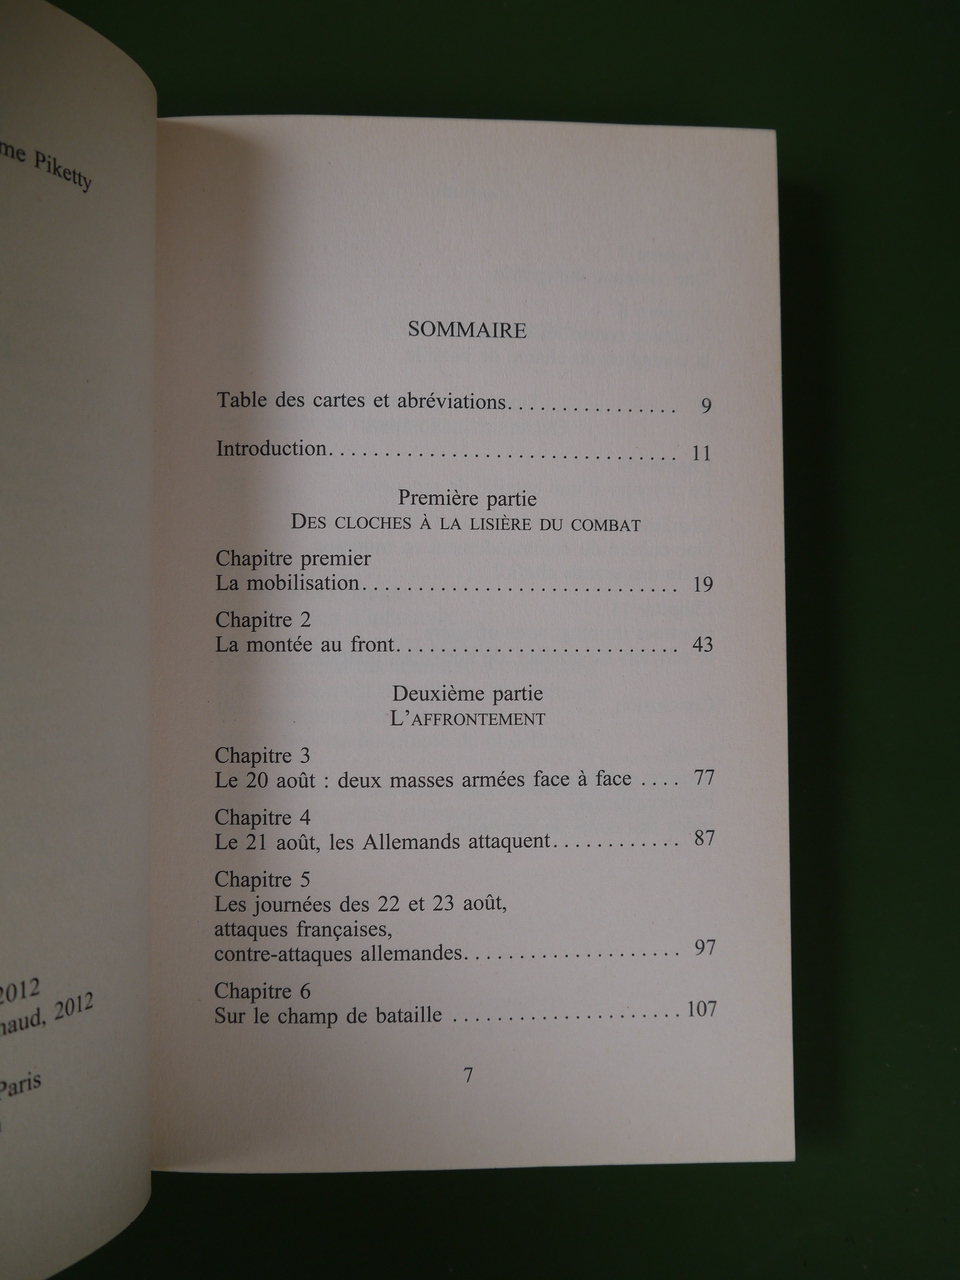 me Piketty
2012
naud, 2012
Paris
SOMMAIRE
Table des cartes et abréviations. . . . . . . . . . . . . . . . 9
Introduction. . . . . . . . . . . . . . . . . . . . . . . . . . . . . . . 11
Première partie
DES CLOCHES À LA LISIÈRE DU COMBAT
Chapitre premier
La mobilisation. . . . . . . . . . . . . . . . . . . . . . . . . . . . . 19
Chapitre 2
La montée au front. . . . . . . . . . . . . . . . . . . . . . . . . . 43
Deuxième partie
L'AFFRONTEMENT
Chapitre 3
Le 20 août : deux masses armées face à face . . . . 77
Chapitre 4
Le 21 août, les Allemands attaquent. . . . . . . . . . . . 87
Chapitre 5
Les journées des 22 et 23 août,
attaques françaises,
contre-attaques allemandes. . . . . . . . . . . . . . . . . . . . 97
Chapitre 6
Sur le champ de bataille . . . . . . . . . . . . . . . . . . . . . 107
7